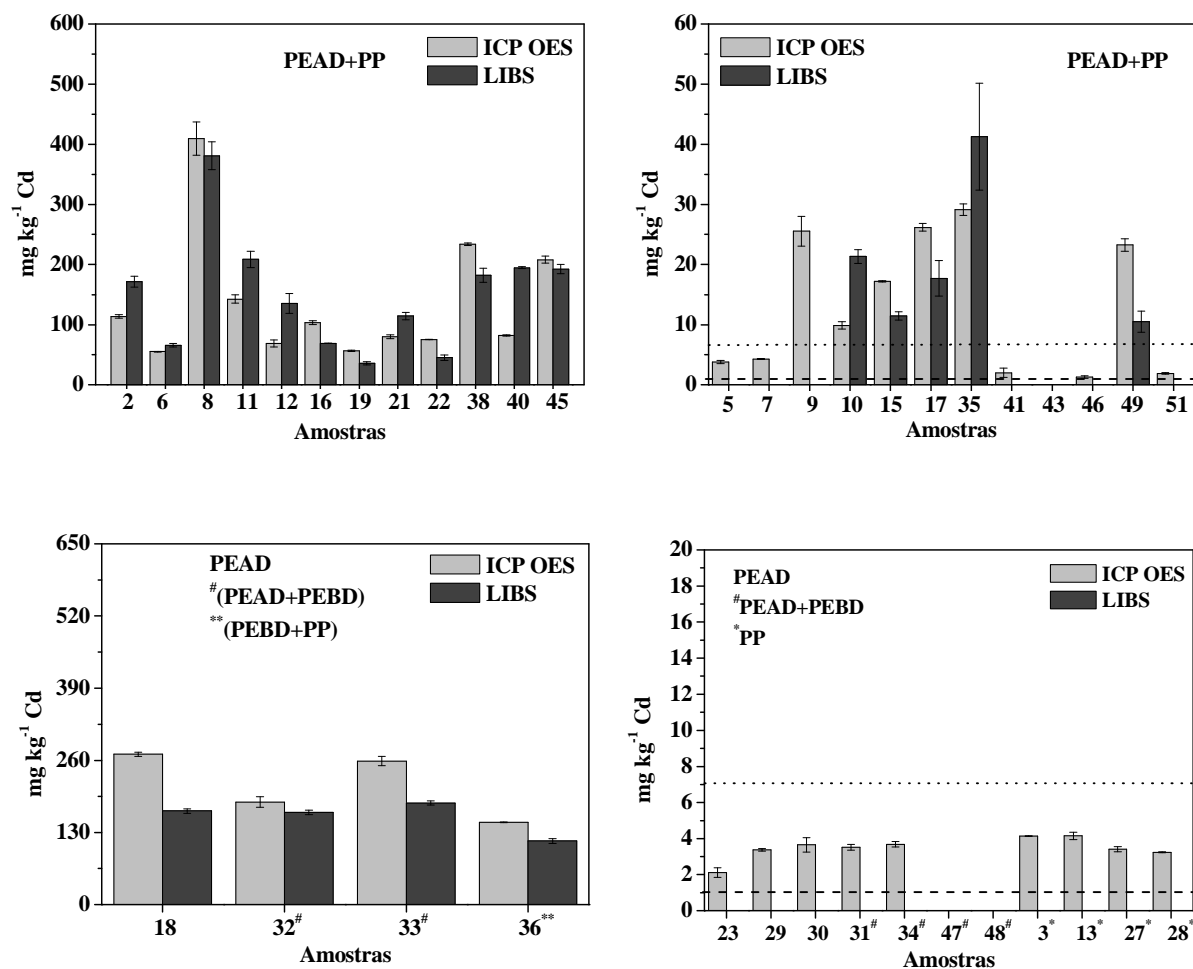 600
500
400
300
200
100
0
mg kg-1 Cd
PEAD+PP
ICP OES
LIBS
2 6 8 11 12 16 19 21 22 38 40 45
Amostras
60
50
40
30
20
10
0
mg kg-1 Cd
ICP OES
LIBS
PEAD+PP
5 7 9 10 15 17 35 41 43 46 49 51
Amostras
650
520
390
260
130
0
mg kg-1 Cd
PEAD
#(PEAD+PEBD)
**(PEBD+PP)
ICP OES
LIBS
18 32# 33# 36**
Amostras
20
18
16
14
12
10
8
6
4
2
0
mg kg-1 Cd
PEAD
#PEAD+PEBD
*PP
ICP OES
LIBS
23 29 30 31# 34# 47# 48# 3* 13* 27* 28*
Amostras